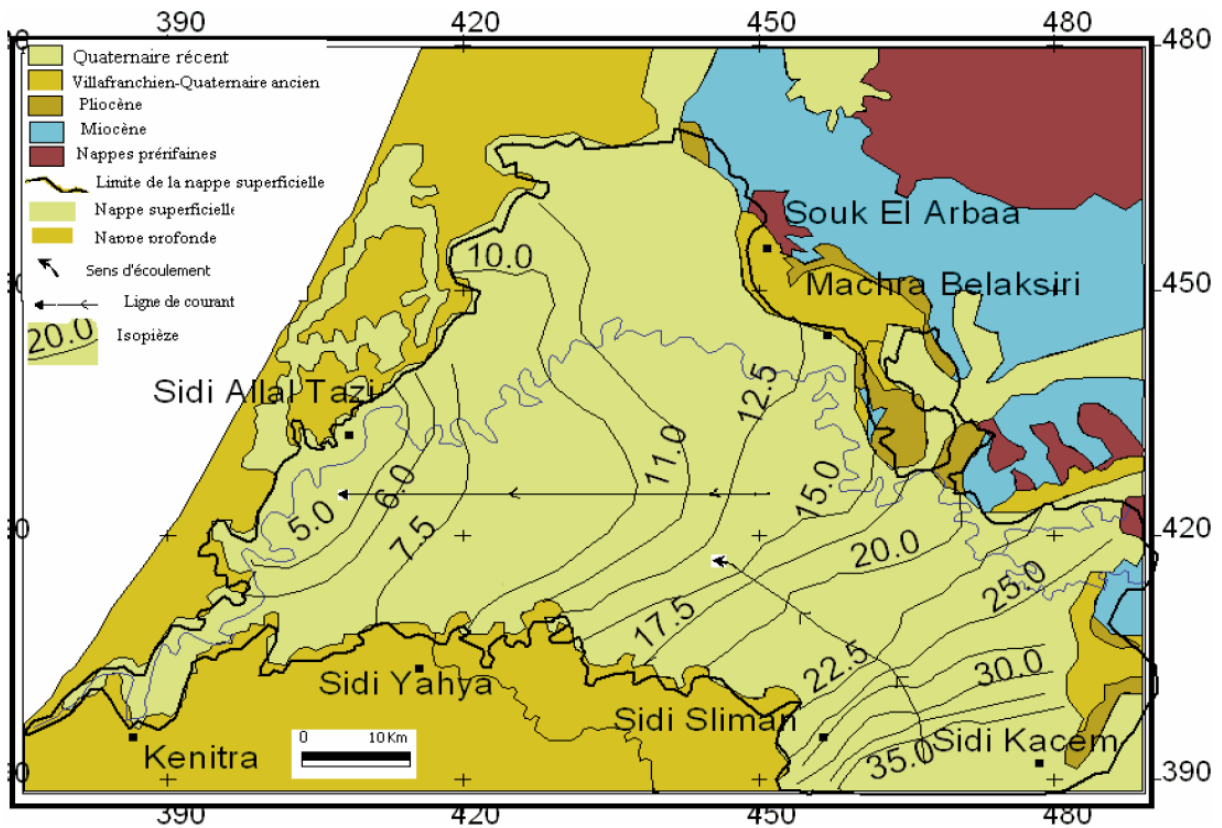 390 420 450 480
480
Quaternaire récent
Villafranchien-Quaternaire ancien
Pliocène
Miocène
Nappes prérifaines
Limite de la nappe superficielle
Nappe superficielle
Nappe profonde
Sens d'écoulement
Ligne de courant
20.0 Isopièze
Souk El Arbaa
10.0
Machra Belaksiri
450
Sidi Allal Tazi
12.5
11.0
6.0
15.0
5.0
7.5
20.0
420
25.0
17.5
22.5
30.0
Sidi Yahya
Sidi Sliman
35.0
Sidi Kacem
Kenitra
0 10 Km
390
390 420 450 480